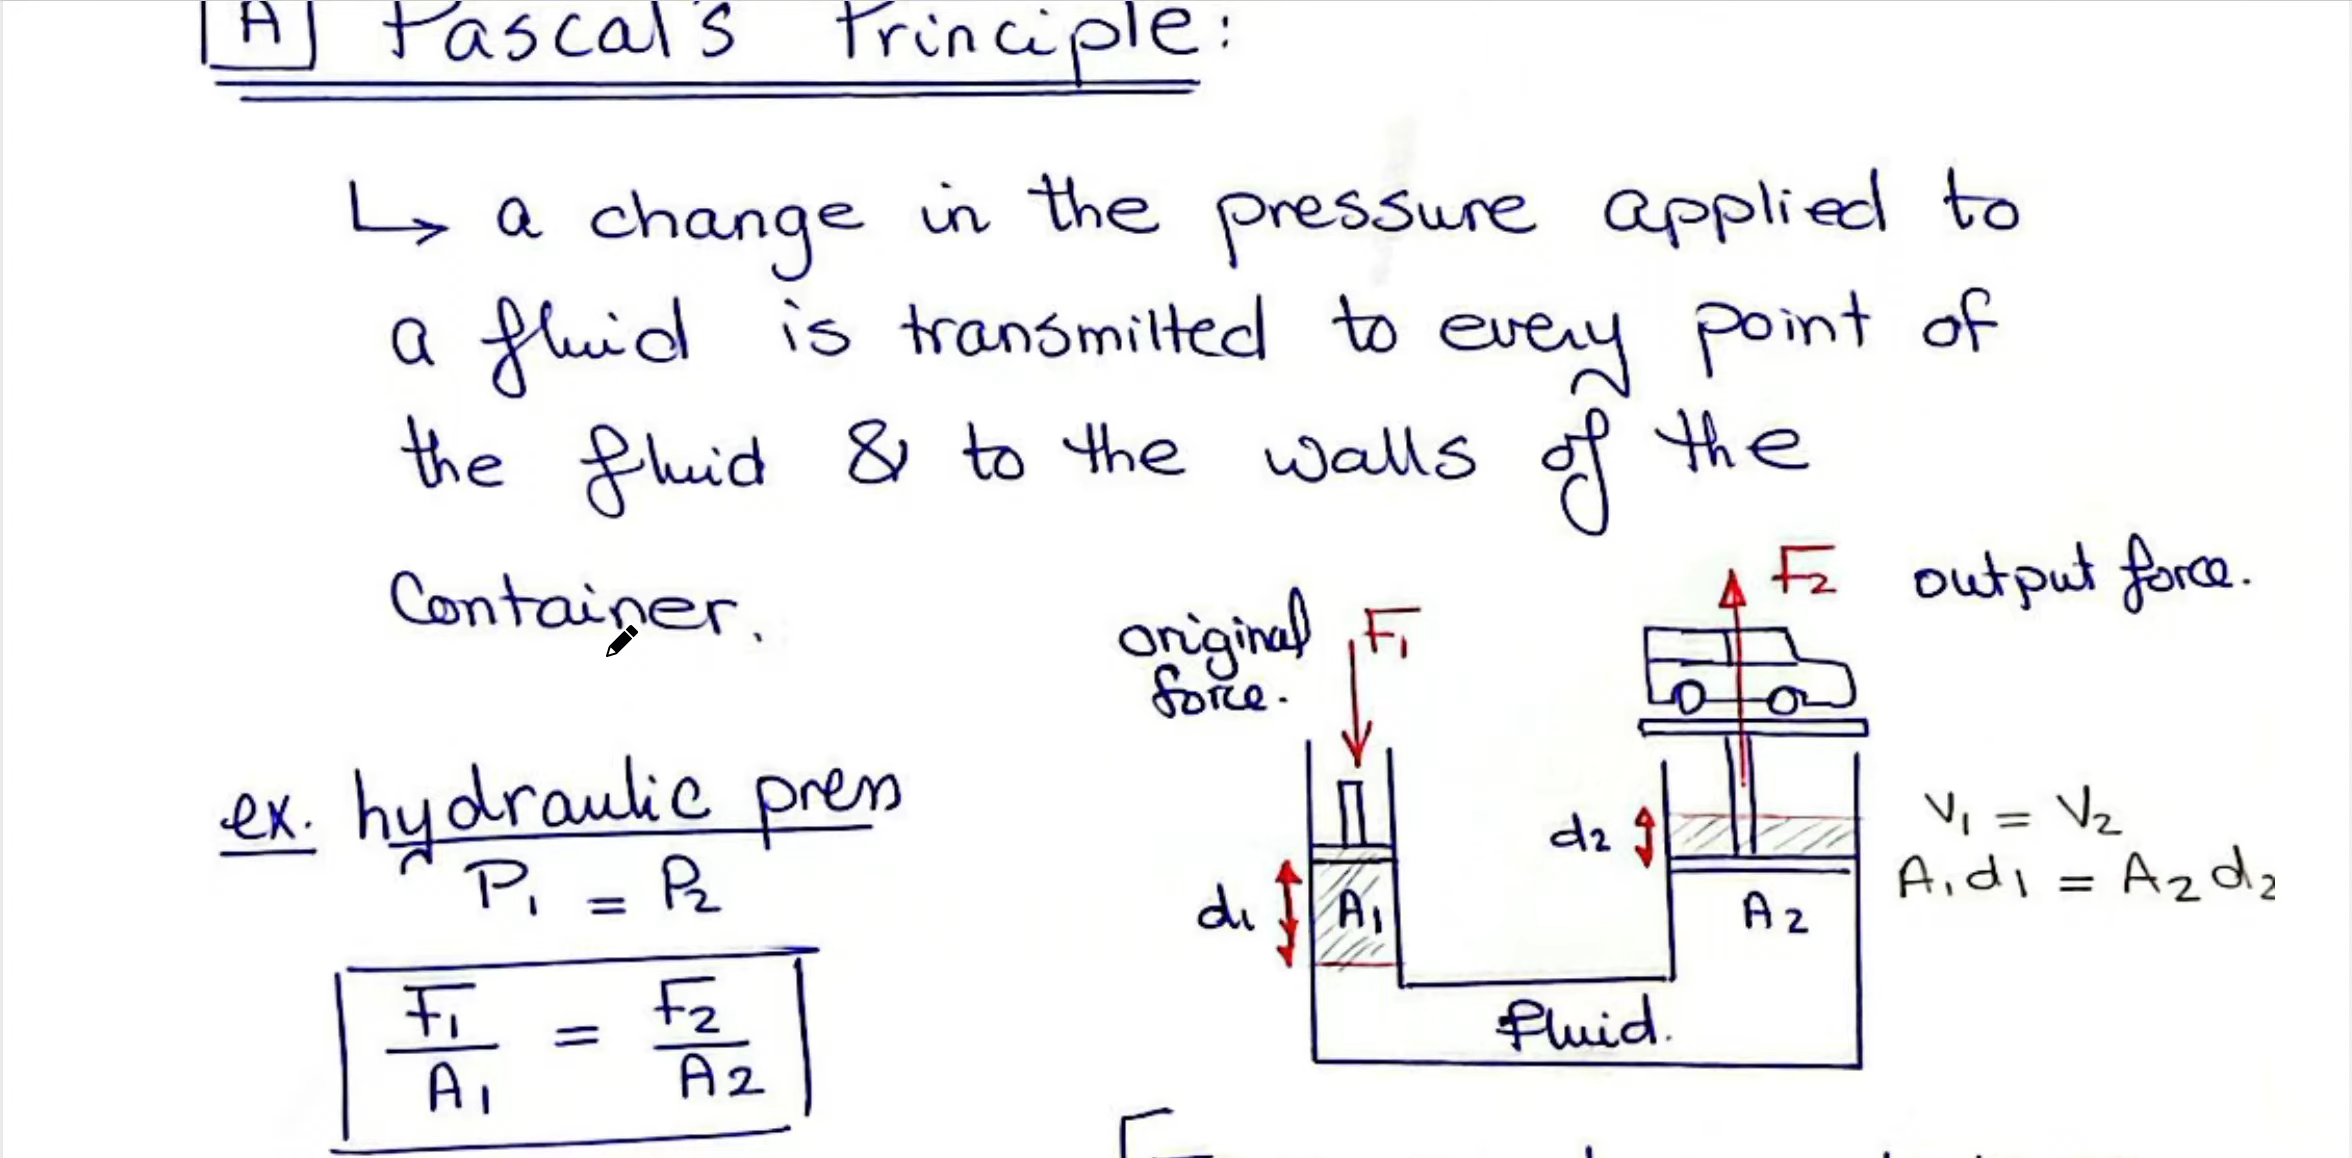 A Pascal's Principle:
↳ a change in the pressure applied to
a fluid is transmitted to every point of
the fluid & to the walls of the
Container.
original
force.
F₁
F₂ output force.
ex. hydraulic press
P₁ = P₂
F₁/A₁ = F₂/A₂
d₁
A₁
d₂
A₂
V₁ = V₂
A₁d₁ = A₂d₂
fluid.